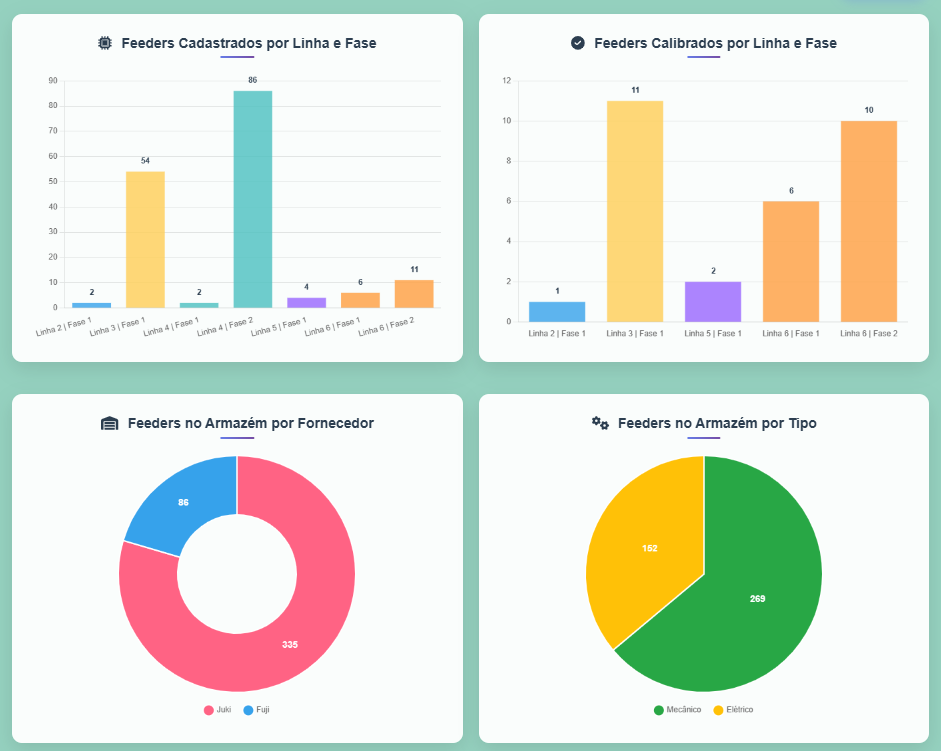 Feeders Cadastrados por Linha e Fase
90
80
70
60
50
40
30
20
10
0
2
54
2
86
4
6
11
Linha 2 | Fase 1
Linha 3 | Fase 1
Linha 4 | Fase 1
Linha 4 | Fase 2
Linha 5 | Fase 1
Linha 6 | Fase 1
Linha 6 | Fase 2
Feeders Calibrados por Linha e Fase
12
10
8
6
4
2
0
1
11
2
6
10
Linha 2 | Fase 1
Linha 3 | Fase 1
Linha 5 | Fase 1
Linha 6 | Fase 1
Linha 6 | Fase 2
Feeders no Armazém por Fornecedor
86
335
Juki
Fuji
Feeders no Armazém por Tipo
152
269
Mecânico
Elétrico